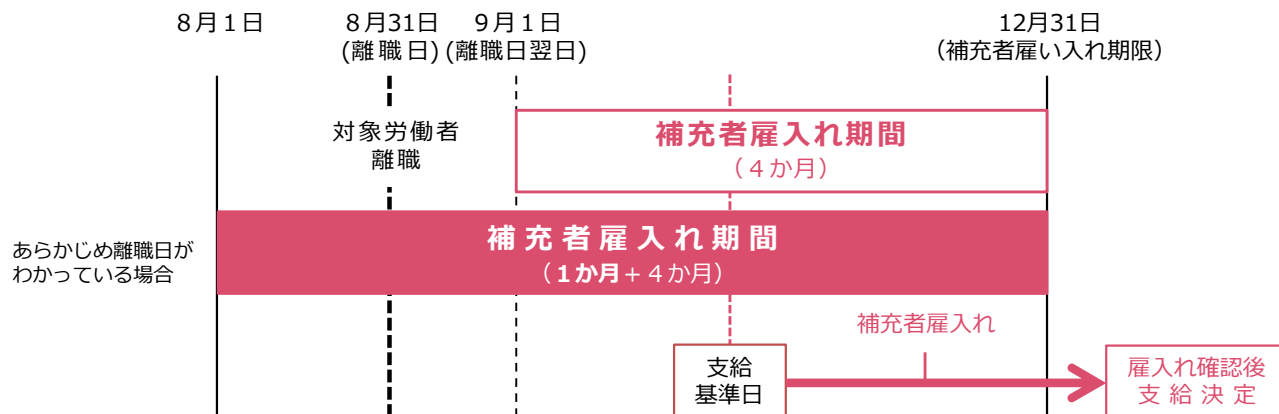 ８月１日
８月31日
(離職日)
９月１日
(離職日翌日)
12月31日
（補充者雇い入れ期限）
対象労働者
離職
補充者雇入れ期間
（４か月）
あらかじめ離職日が
わかっている場合
補充者雇入れ期間
（１か月＋４か月）
補充者雇入れ
支給
基準日
雇入れ確認後
支給決定